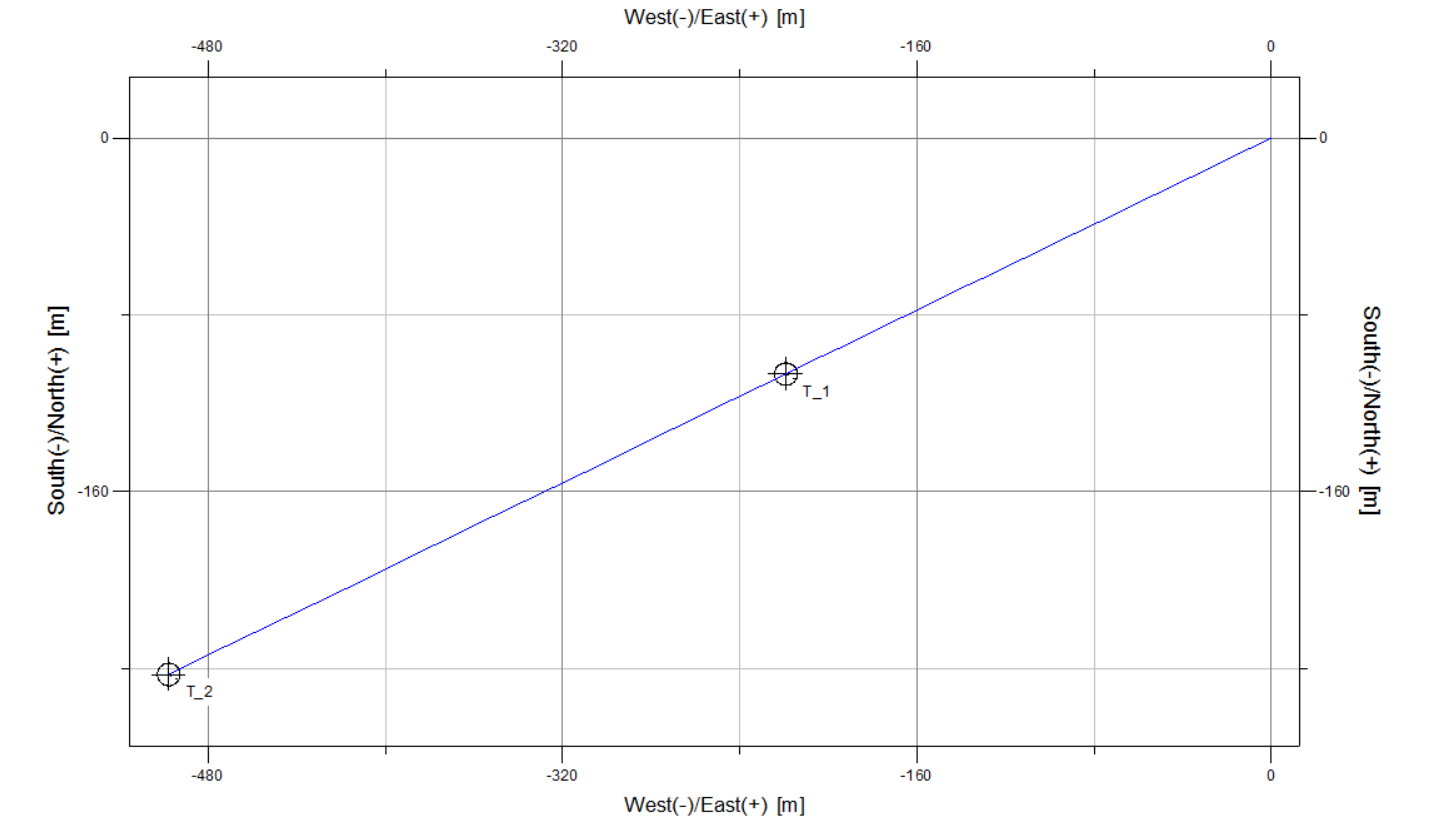 West(-)/East(+) [m]
-480 -320 -160 0
0 0
South(-)/North(+) [m]
South(-)/North(+) [m]
T_1
-160 -160
T_2
-480 -320 -160 0
West(-)/East(+) [m]